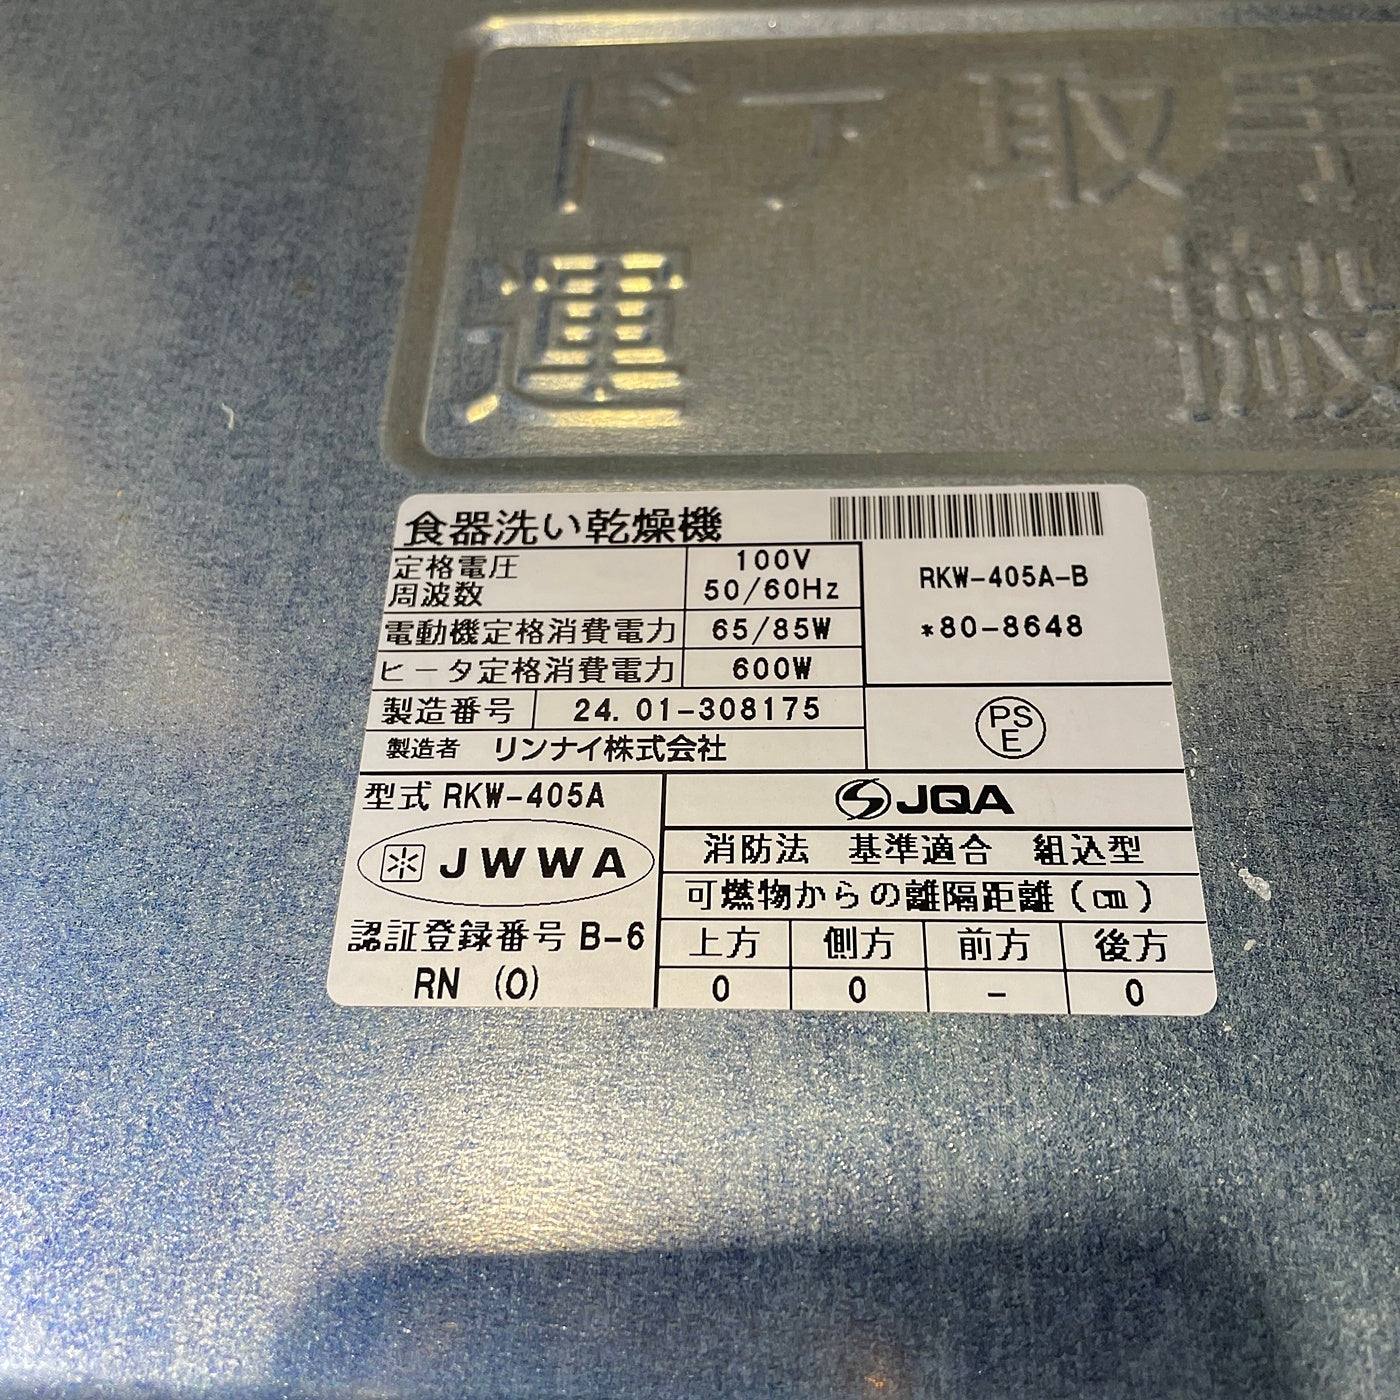 ドア取手
運
機
食器洗い乾燥機
定格電圧
周波数
100V
50/60Hz
RKW-405A-B
*80-8648
電動機定格消費電力 65/85W
ヒータ定格消費電力 600W
製造番号 24.01-308175
製造者 リンナイ株式会社
PS
E
型式 RKW-405A
JWWA
認証登録番号 B-6
RN (O)
JQA
消防法 基準適合 組込型
可燃物からの離隔距離(㎝)
上方 側方 前方 後方
0 0 - 0